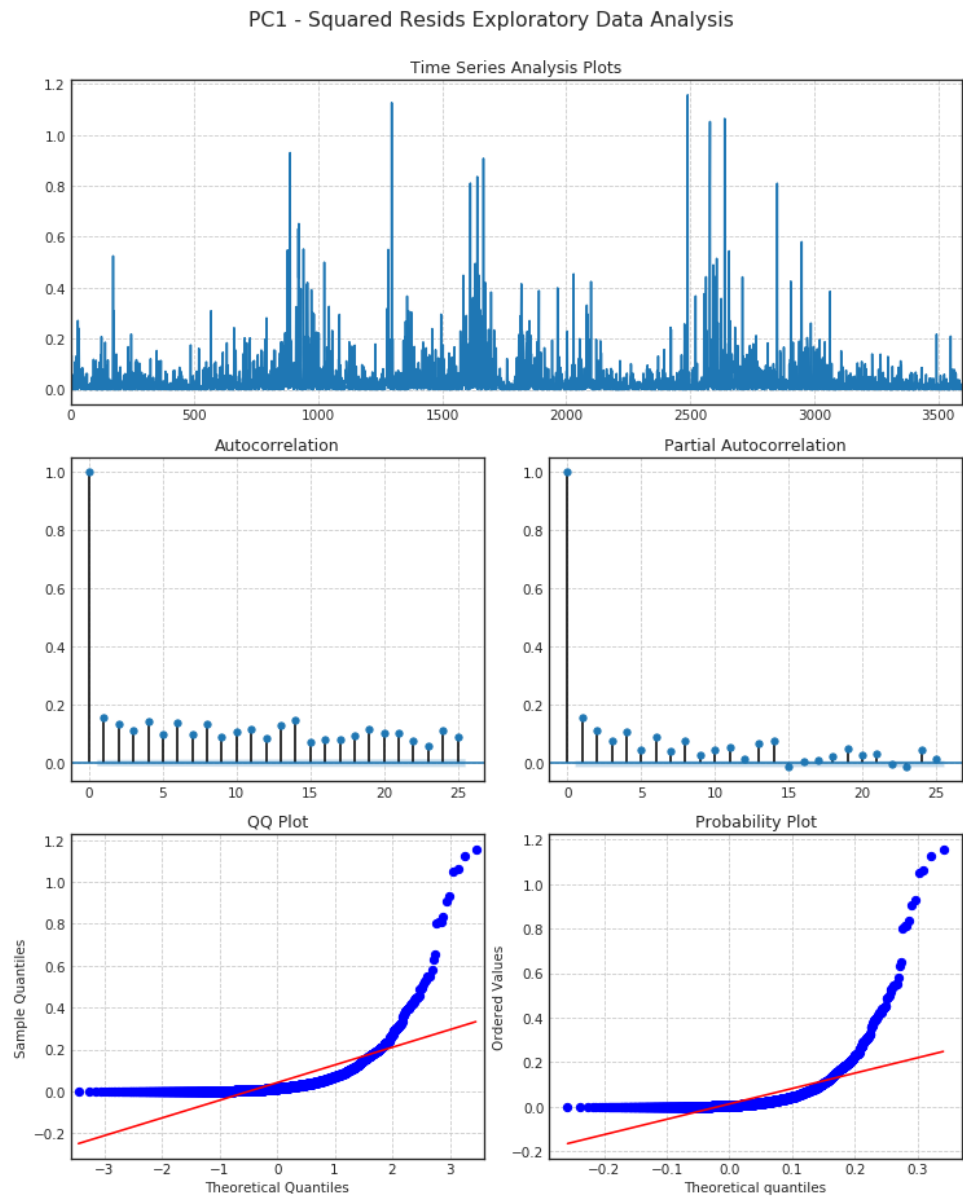 PC1 - Squared Resids Exploratory Data Analysis
Time Series Analysis Plots
1.2
1.0
0.8
0.6
0.4
0.2
0.0
0 500 1000 1500 2000 2500 3000 3500
Autocorrelation
1.0
0.8
0.6
0.4
0.2
0.0
0 5 10 15 20 25
Partial Autocorrelation
1.0
0.8
0.6
0.4
0.2
0.0
0 5 10 15 20 25
QQ Plot
Sample Quantiles
1.2
1.0
0.8
0.6
0.4
0.2
0.0
−0.2
−3 −2 −1 0 1 2 3
Theoretical Quantiles
Probability Plot
Ordered Values
1.2
1.0
0.8
0.6
0.4
0.2
0.0
−0.2
−0.2 −0.1 0.0 0.1 0.2 0.3
Theoretical quantiles